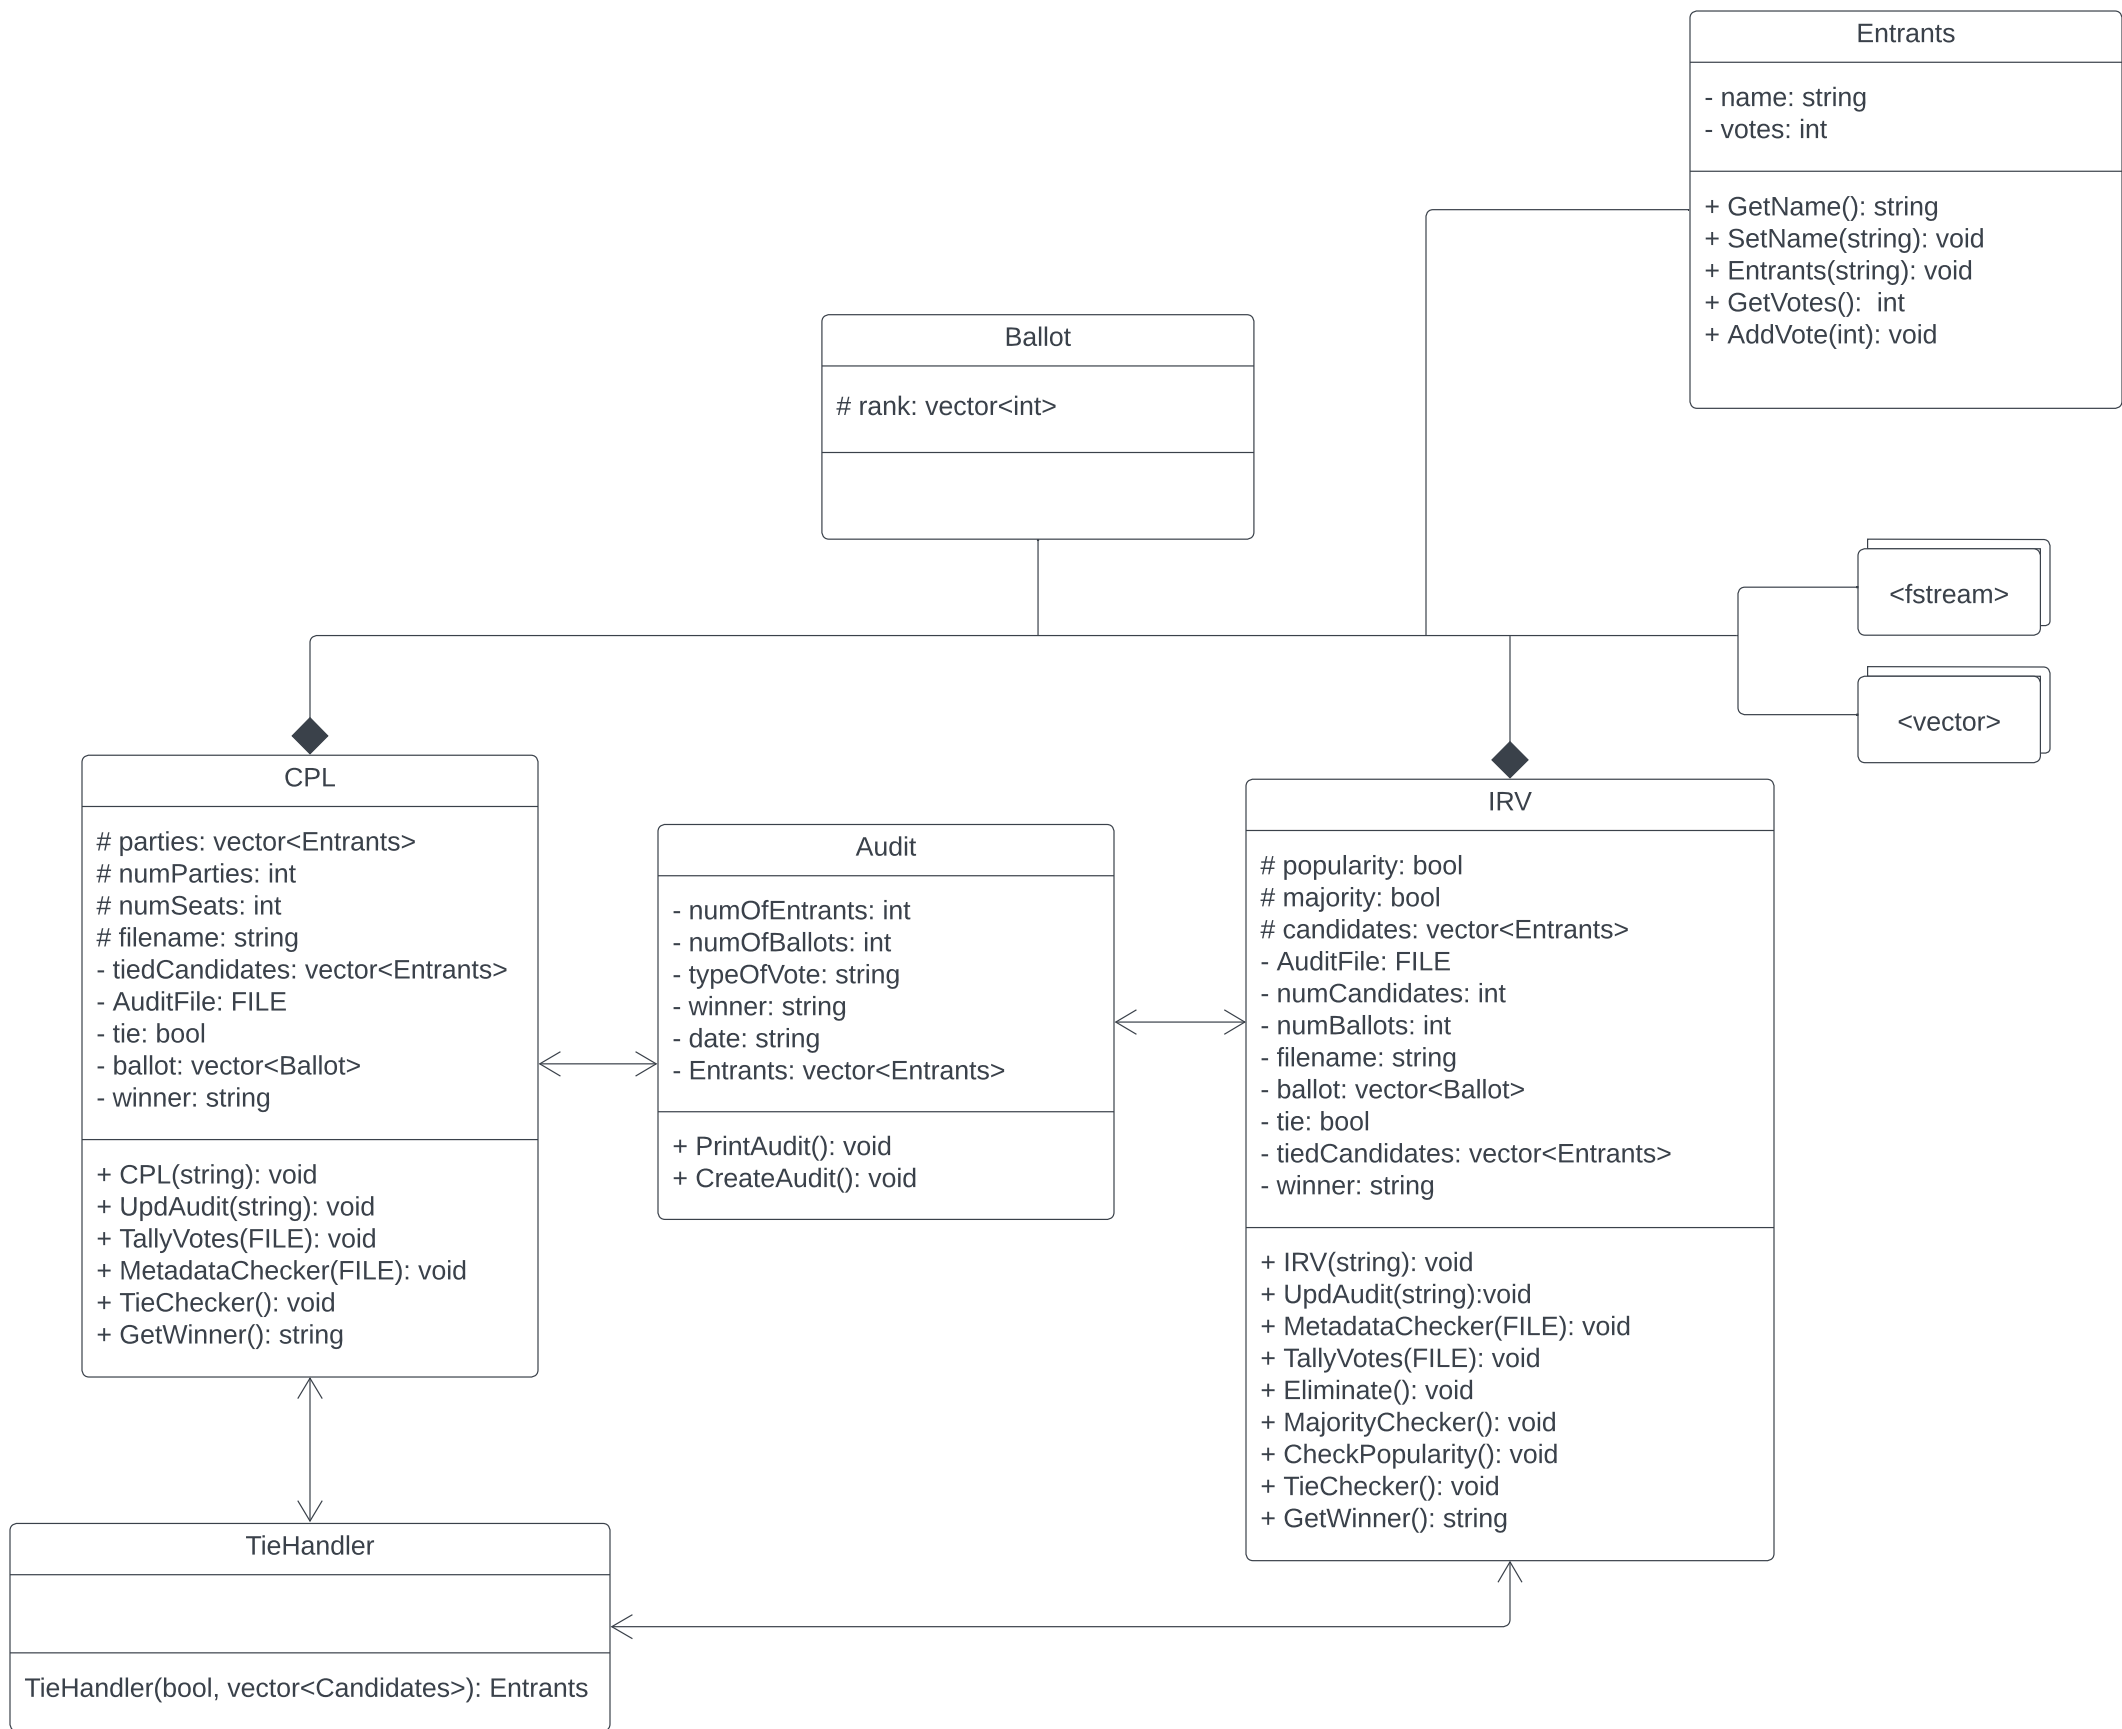 Entrants
- name: string
- votes: int
+ GetName(): string
+ SetName(string): void
+ Entrants(string): void
+ GetVotes():  int
+ AddVote(int): void
Ballot
# rank: vector<int>
<fstream>
<vector>
CPL
# parties: vector<Entrants>
# numParties: int
# numSeats: int
# filename: string
- tiedCandidates: vector<Entrants>
- AuditFile: FILE
- tie: bool
- ballot: vector<Ballot>
- winner: string
+ CPL(string): void
+ UpdAudit(string): void
+ TallyVotes(FILE): void
+ MetadataChecker(FILE): void
+ TieChecker(): void
+ GetWinner(): string
Audit
- numOfEntrants: int
- numOfBallots: int
- typeOfVote: string
- winner: string
- date: string
- Entrants: vector<Entrants>
+ PrintAudit(): void
+ CreateAudit(): void
IRV
# popularity: bool
# majority: bool
# candidates: vector<Entrants>
- AuditFile: FILE
- numCandidates: int
- numBallots: int
- filename: string
- ballot: vector<Ballot>
- tie: bool
- tiedCandidates: vector<Entrants>
- winner: string
+ IRV(string): void
+ UpdAudit(string):void
+ MetadataChecker(FILE): void
+ TallyVotes(FILE): void
+ Eliminate(): void
+ MajorityChecker(): void
+ CheckPopularity(): void
+ TieChecker(): void
+ GetWinner(): string
TieHandler
TieHandler(bool, vector<Candidates>): Entrants